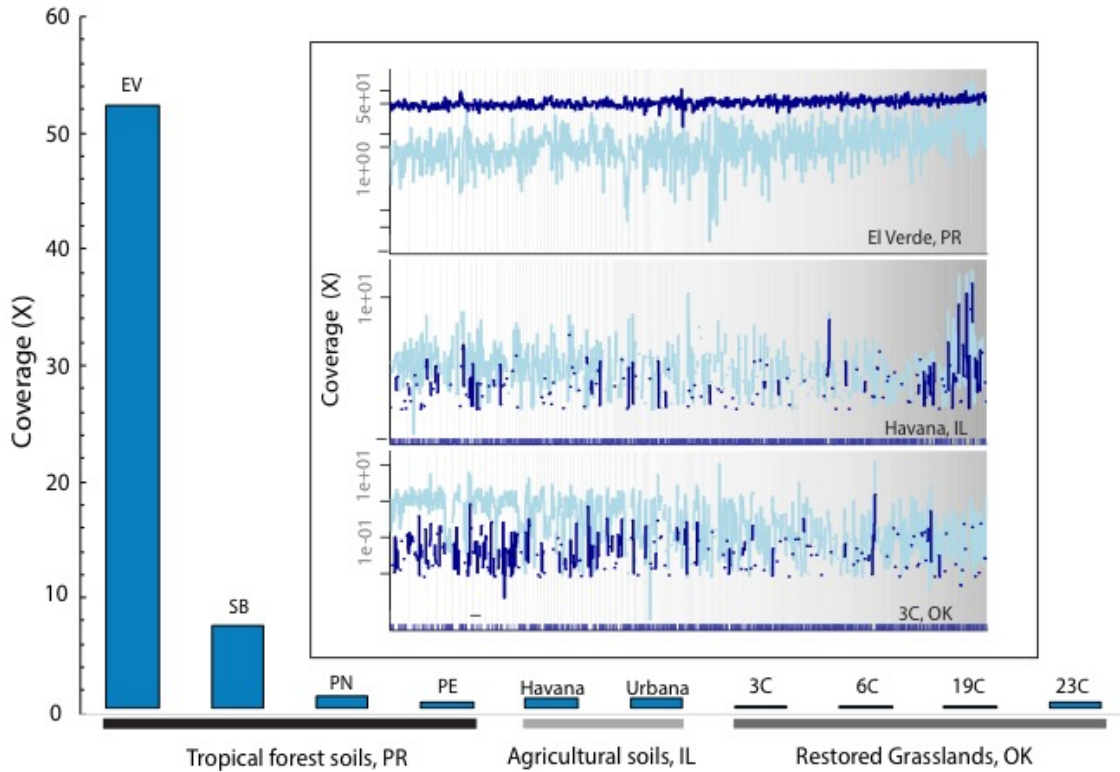 60
50
40
30
20
10
0
Coverage (X)
EV
SB
PN
PE
Havana
Urbana
3C
6C
19C
23C
Tropical forest soils, PR
Agricultural soils, IL
Restored Grasslands, OK
Coverage (X)
5e+01
1e+00
El Verde, PR
1e+01
Havana, IL
1e+01
1e-01
3C, OK